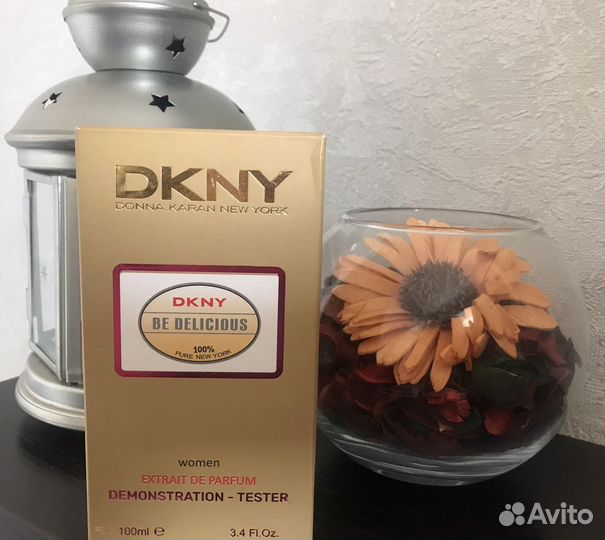 DKNY
DONNA KARAN NEW YORK
DKNY
BE DELICIOUS
100%
PURE NEW YORK
women
EXTRAIT DE PARFUM
DEMONSTRATION - TESTER
100ml e 3.4 Fl.Oz.
Avito